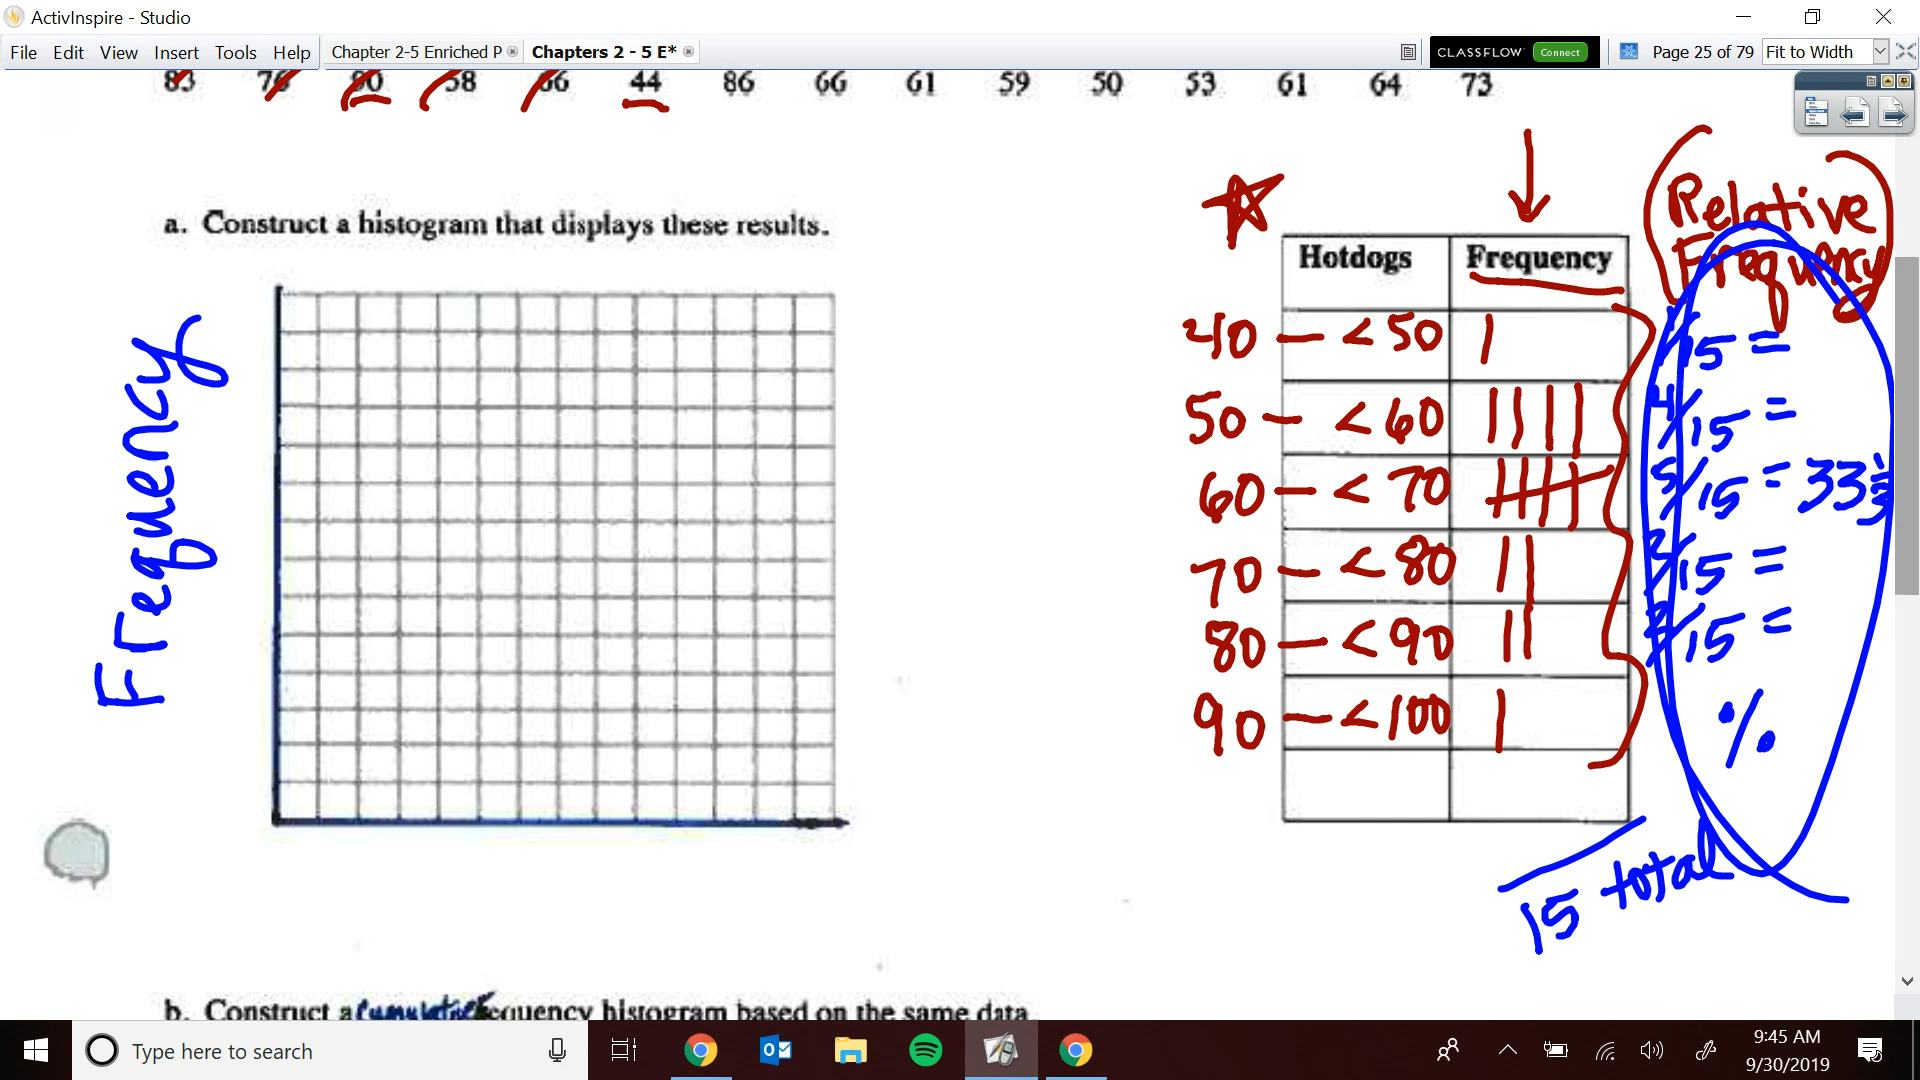 ActivInspire - Studio
File Edit View Insert Tools Help
Chapter 2-5 Enriched P
Chapters 2 - 5 E*
CLASSFLOW Connect
Page 25 of 79
Fit to Width
83 76 90 58 66 44 86 66 61 59 50 53 61 64 73
a. Construct a histogram that displays these results.
Frequency
Hotdogs Frequency Relative Frequency
40 - < 50 | 1/15 =
50 - < 60 |||| 4/15 =
60 - < 70 5/15 = 33 1/3
70 - < 80 || 2/15 =
80 - < 90 || 2/15 =
90 - < 100 | %
15 total
b. Construct a cumulative frequency histogram based on the same data
Type here to search
9:45 AM
9/30/2019